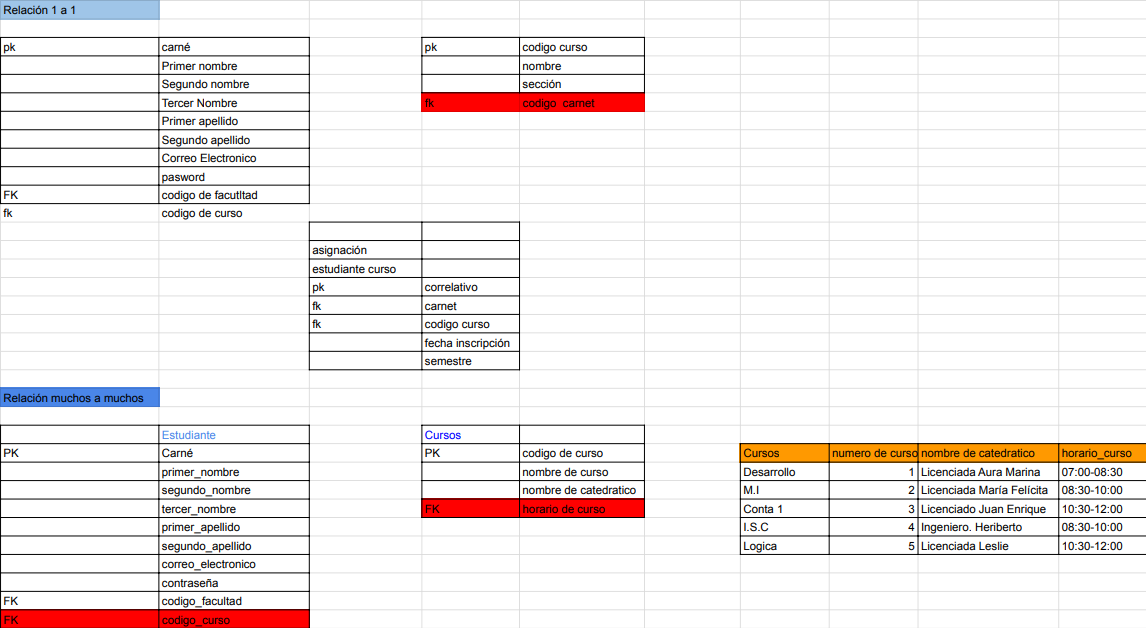 Relación 1 a 1
pk carné pk codigo curso
Primer nombre nombre
Segundo nombre sección
Tercer Nombre fk codigo_carnet
Primer apellido
Segundo apellido
Correo Electronico
pasword
FK codigo de facutltad
fk codigo de curso
asignación
estudiante curso
pk correlativo
fk carnet
fk codigo curso
fecha inscripción
semestre
Relación muchos a muchos
Estudiante Cursos
PK Carné PK codigo de curso Cursos numero de curso nombre de catedratico horario_curso
primer_nombre nombre de curso Desarrollo 1 Licenciada Aura Marina 07:00-08:30
segundo_nombre nombre de catedratico M.I 2 Licenciada María Felícita 08:30-10:00
tercer_nombre FK horario de curso Conta 1 3 Licenciado Juan Enrique 10:30-12:00
primer_apellido I.S.C 4 Ingeniero. Heriberto 08:30-10:00
segundo_apellido Logica 5 Licenciada Leslie 10:30-12:00
correo_electronico
contraseña
FK codigo_facultad
FK codigo_curso